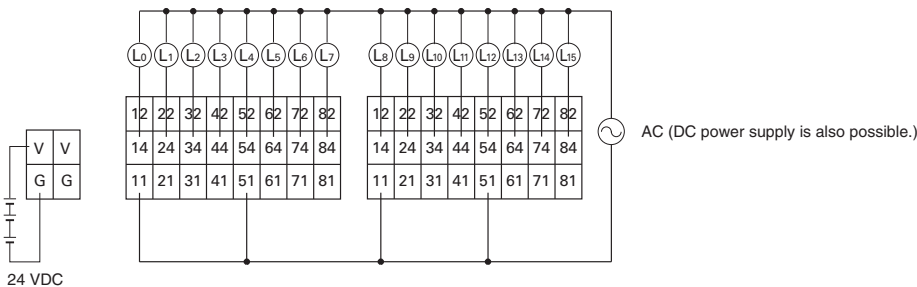 L0 L1 L2 L3 L4 L5 L6 L7 L8 L9 L10 L11 L12 L13 L14 L15
12 22 32 42 52 62 72 82 12 22 32 42 52 62 72 82
V V 14 24 34 44 54 64 74 84 14 24 34 44 54 64 74 84 AC (DC power supply is also possible.)
G G 11 21 31 41 51 61 71 81 11 21 31 41 51 61 71 81
24 VDC